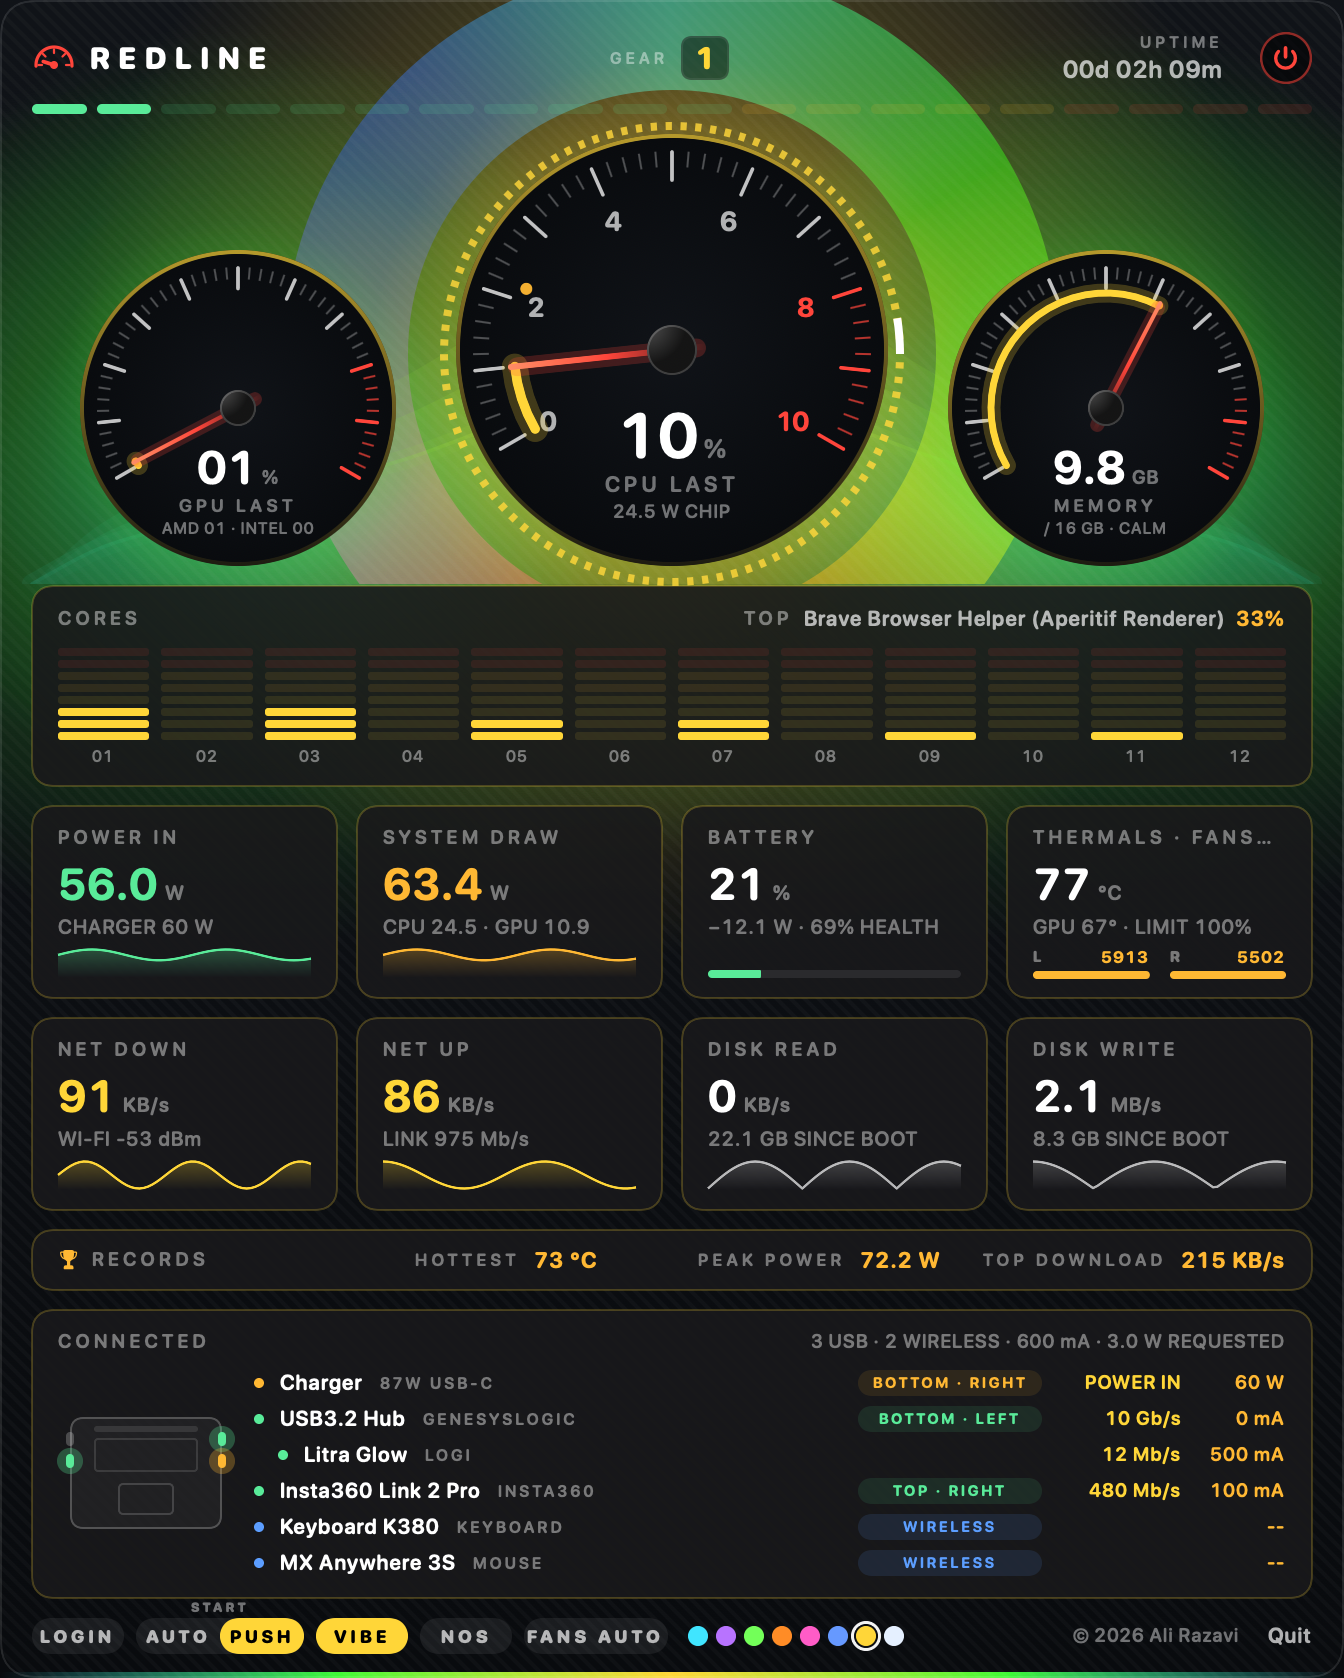 REDLINE
GEAR 1
UPTIME
00d 02h 09m
4
6
2
8
0
10
10 %
CPU LAST
24.5 W CHIP
01 %
GPU LAST
AMD 01 · INTEL 00
9.8 GB
MEMORY
/ 16 GB · CALM
CORES
TOP Brave Browser Helper (Aperitif Renderer) 33%
01 02 03 04 05 06 07 08 09 10 11 12
POWER IN
56.0 W
CHARGER 60 W
SYSTEM DRAW
63.4 W
CPU 24.5 · GPU 10.9
BATTERY
21 %
−12.1 W · 69% HEALTH
THERMALS · FANS…
77 °C
GPU 67° · LIMIT 100%
L 5913 R 5502
NET DOWN
91 KB/s
WI-FI -53 dBm
NET UP
86 KB/s
LINK 975 Mb/s
DISK READ
0 KB/s
22.1 GB SINCE BOOT
DISK WRITE
2.1 MB/s
8.3 GB SINCE BOOT
RECORDS HOTTEST 73 °C PEAK POWER 72.2 W TOP DOWNLOAD 215 KB/s
CONNECTED
3 USB · 2 WIRELESS · 600 mA · 3.0 W REQUESTED
Charger 87W USB-C BOTTOM · RIGHT POWER IN 60 W
USB3.2 Hub GENESYSLOGIC BOTTOM · LEFT 10 Gb/s 0 mA
Litra Glow LOGI 12 Mb/s 500 mA
Insta360 Link 2 Pro INSTA360 TOP · RIGHT 480 Mb/s 100 mA
Keyboard K380 KEYBOARD WIRELESS --
MX Anywhere 3S MOUSE WIRELESS --
START
LOGIN AUTO PUSH VIBE NOS FANS AUTO © 2026 Ali Razavi Quit